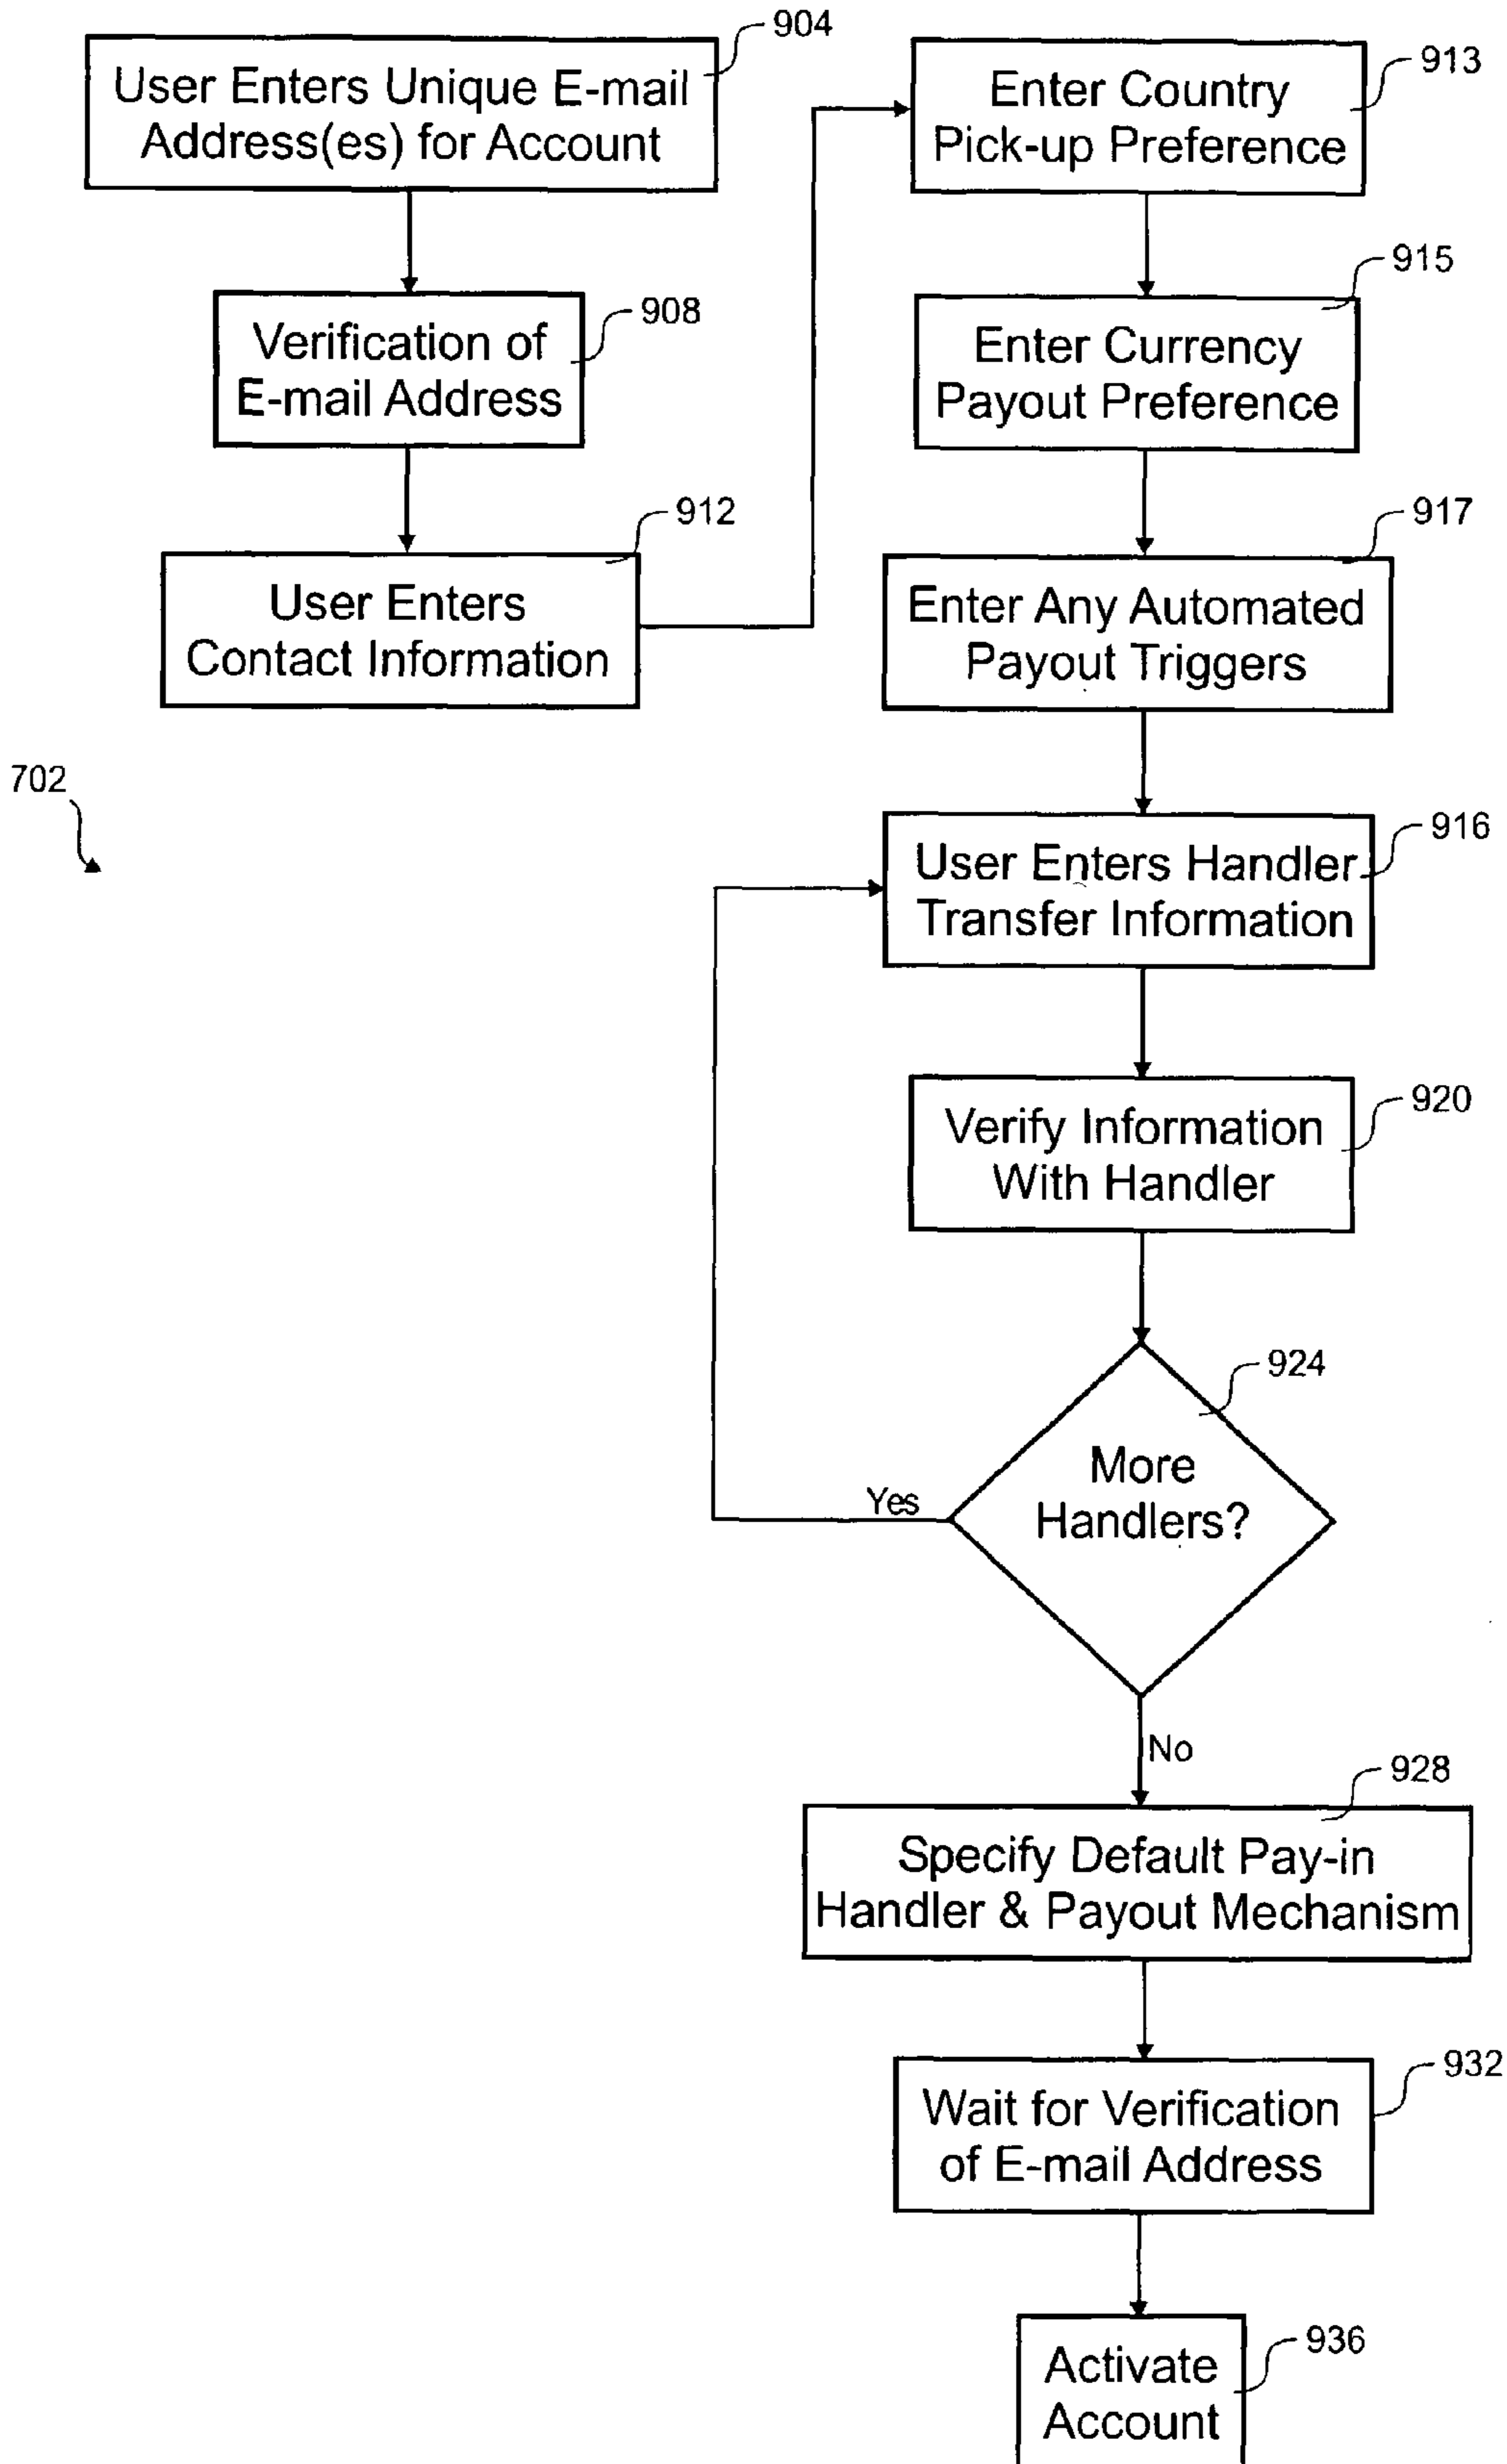 904
User Enters Unique E-mail
Address(es) for Account
908
Verification of
E-mail Address
912
User Enters
Contact Information
702
913
Enter Country
Pick-up Preference
915
Enter Currency
Payout Preference
917
Enter Any Automated
Payout Triggers
916
User Enters Handler
Transfer Information
920
Verify Information
With Handler
924
More
Handlers?
Yes
No
928
Specify Default Pay-in
Handler & Payout Mechanism
932
Wait for Verification
of E-mail Address
936
Activate
Account